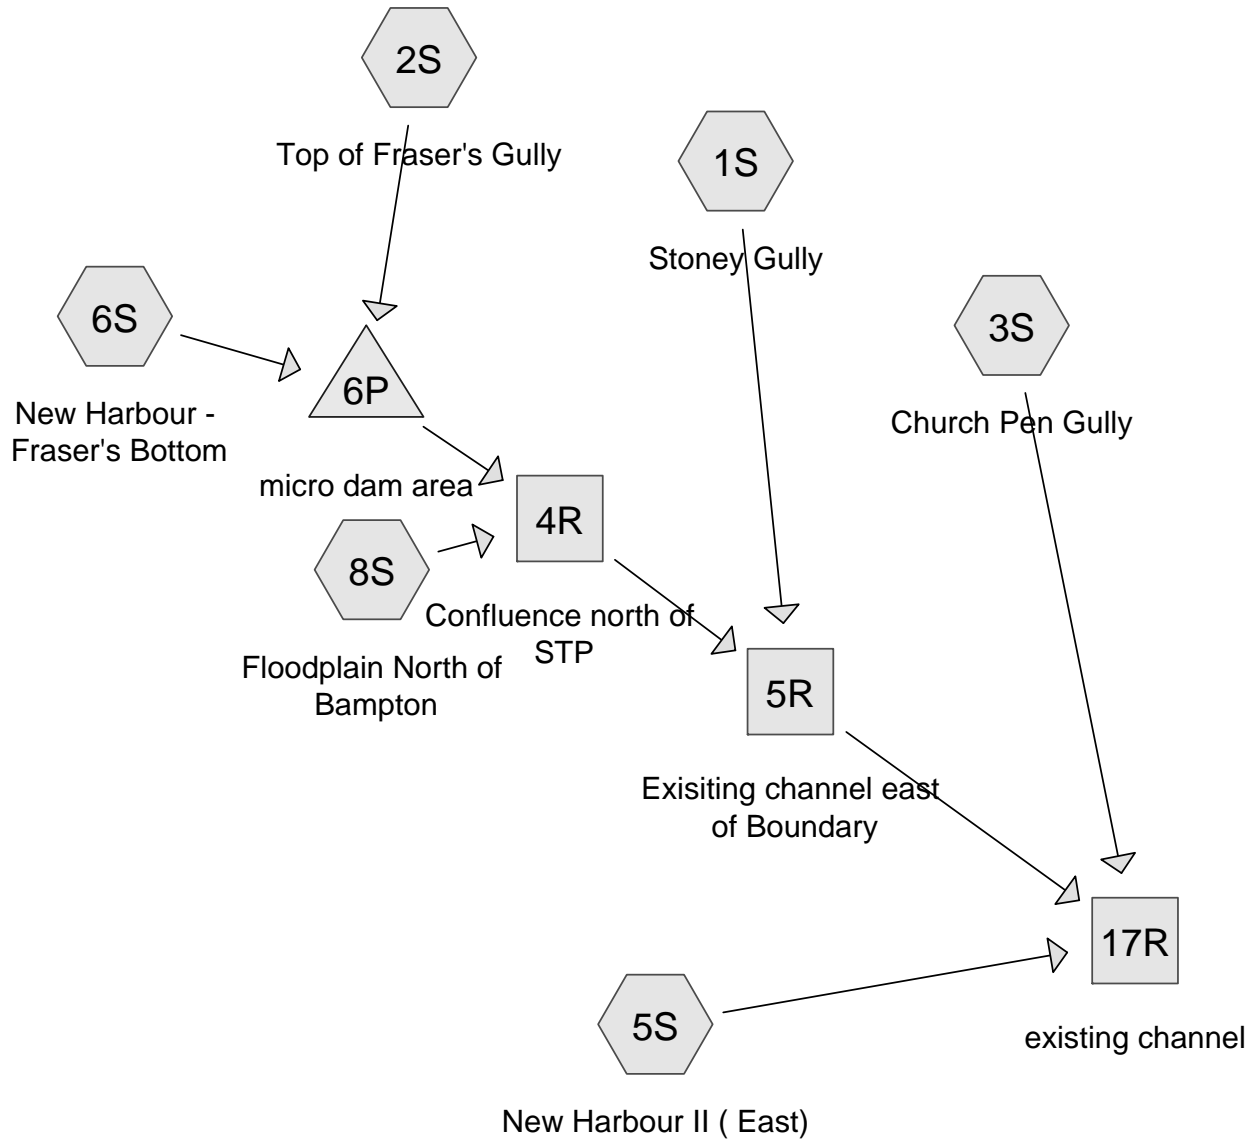 2S
Top of Fraser's Gully
1S
Stoney Gully
6S
New Harbour -
Fraser's Bottom
3S
Church Pen Gully
6P
micro dam area
4R
Confluence north of
STP
8S
Floodplain North of
Bampton
5R
Exisiting channel east
of Boundary
17R
existing channel
5S
New Harbour II ( East)